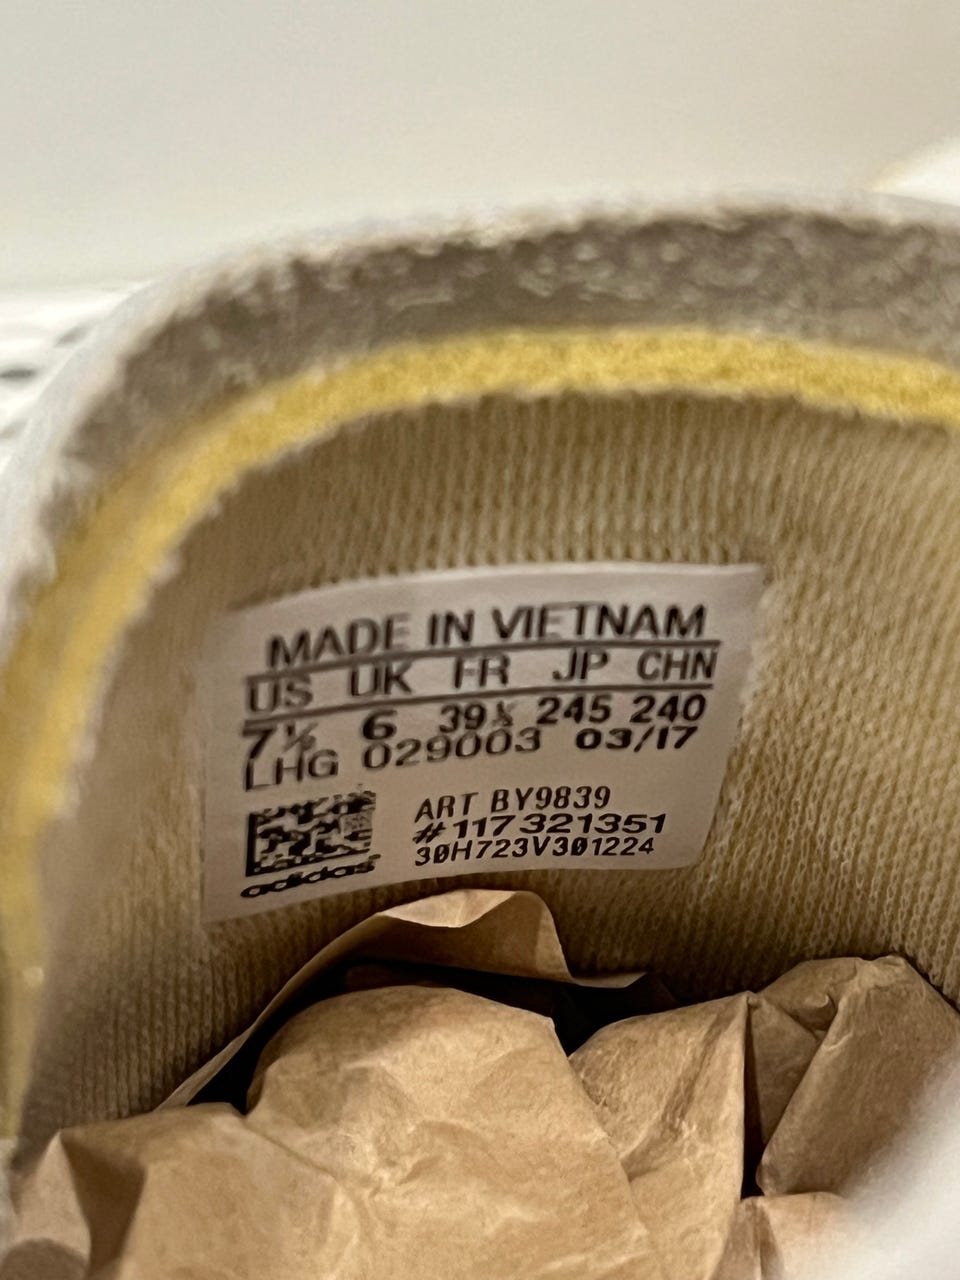 MADE IN VIETNAM
US UK FR JP CHN
7½ 6 39⅓ 245 240
LHG 029003 03/17
ART BY9839
# 117321351
30H723V301224
adidas